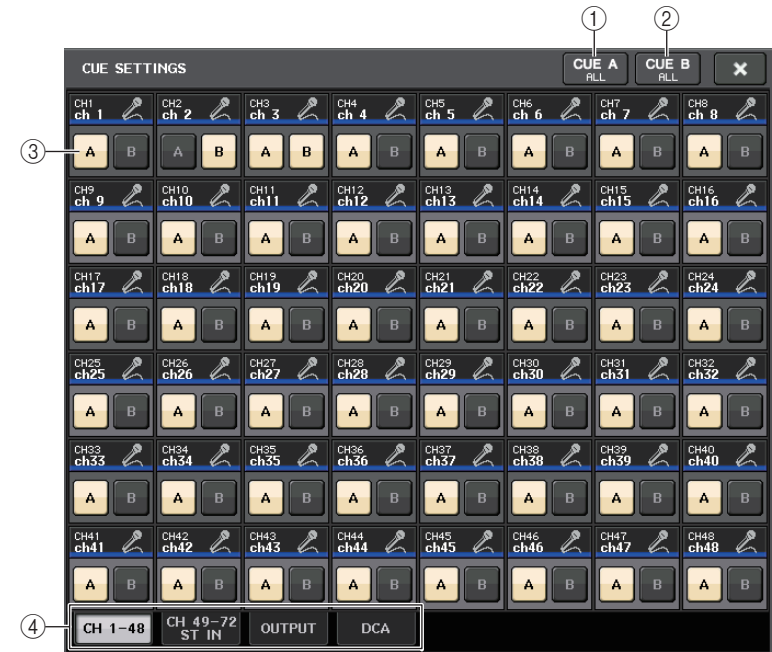 ① ②
CUE SETTINGS CUE A ALL CUE B ALL ×
CH1 CH2 CH3 CH4 CH5 CH6 CH7 CH8
ch 1 ch 2 ch 3 ch 4 ch 5 ch 6 ch 7 ch 8
③ A B A B A B A B A B A B A B A B
CH9 CH10 CH11 CH12 CH13 CH14 CH15 CH16
ch 9 ch10 ch11 ch12 ch13 ch14 ch15 ch16
A B A B A B A B A B A B A B A B
CH17 CH18 CH19 CH20 CH21 CH22 CH23 CH24
ch17 ch18 ch19 ch20 ch21 ch22 ch23 ch24
A B A B A B A B A B A B A B A B
CH25 CH26 CH27 CH28 CH29 CH30 CH31 CH32
ch25 ch26 ch27 ch28 ch29 ch30 ch31 ch32
A B A B A B A B A B A B A B A B
CH33 CH34 CH35 CH36 CH37 CH38 CH39 CH40
ch33 ch34 ch35 ch36 ch37 ch38 ch39 ch40
A B A B A B A B A B A B A B A B
CH41 CH42 CH43 CH44 CH45 CH46 CH47 CH48
ch41 ch42 ch43 ch44 ch45 ch46 ch47 ch48
A B A B A B A B A B A B A B A B
④ CH 1-48 CH 49-72 ST IN OUTPUT DCA